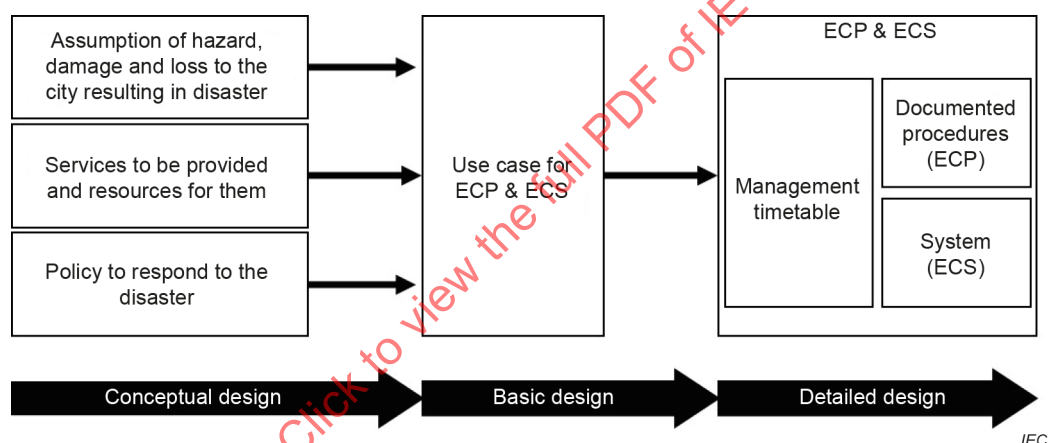 Assumption of hazard,
damage and loss to the
city resulting in disaster
Services to be provided
and resources for them
Policy to respond to the
disaster
Use case for
ECP & ECS
ECP & ECS
Management
timetable
Documented
procedures
(ECP)
System
(ECS)
Conceptual design
Basic design
Detailed design
IEC
Click to view the full PDF of IE